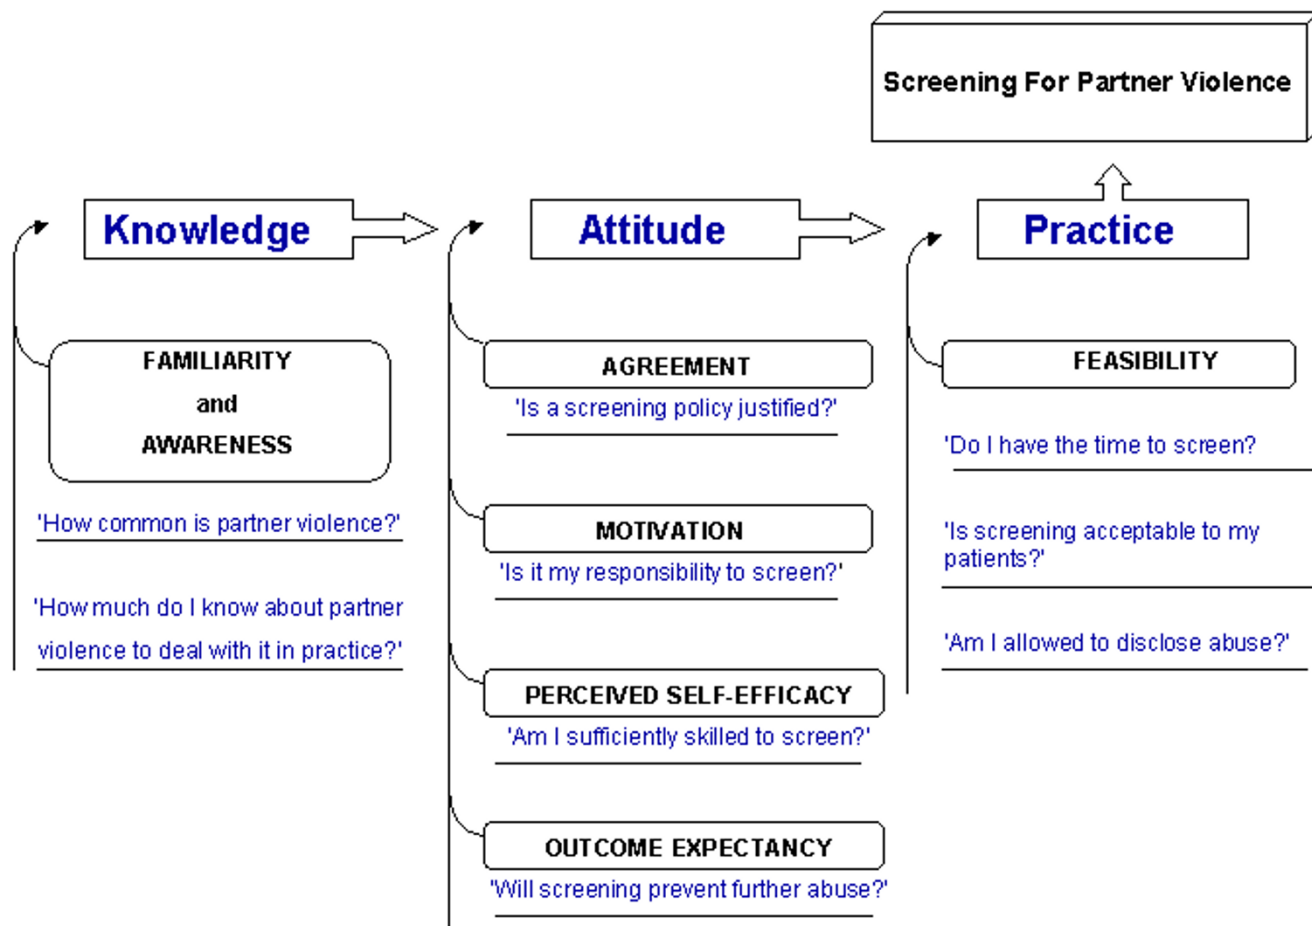 Screening For Partner Violence
Knowledge
Attitude
Practice
FAMILIARITY
and
AWARENESS
'How common is partner violence?'
'How much do I know about partner
violence to deal with it in practice?'
AGREEMENT
'Is a screening policy justified?'
MOTIVATION
'Is it my responsibility to screen?'
PERCEIVED SELF-EFFICACY
'Am I sufficiently skilled to screen?'
OUTCOME EXPECTANCY
'Will screening prevent further abuse?'
FEASIBILITY
'Do I have the time to screen?
'Is screening acceptable to my
patients?'
'Am I allowed to disclose abuse?'